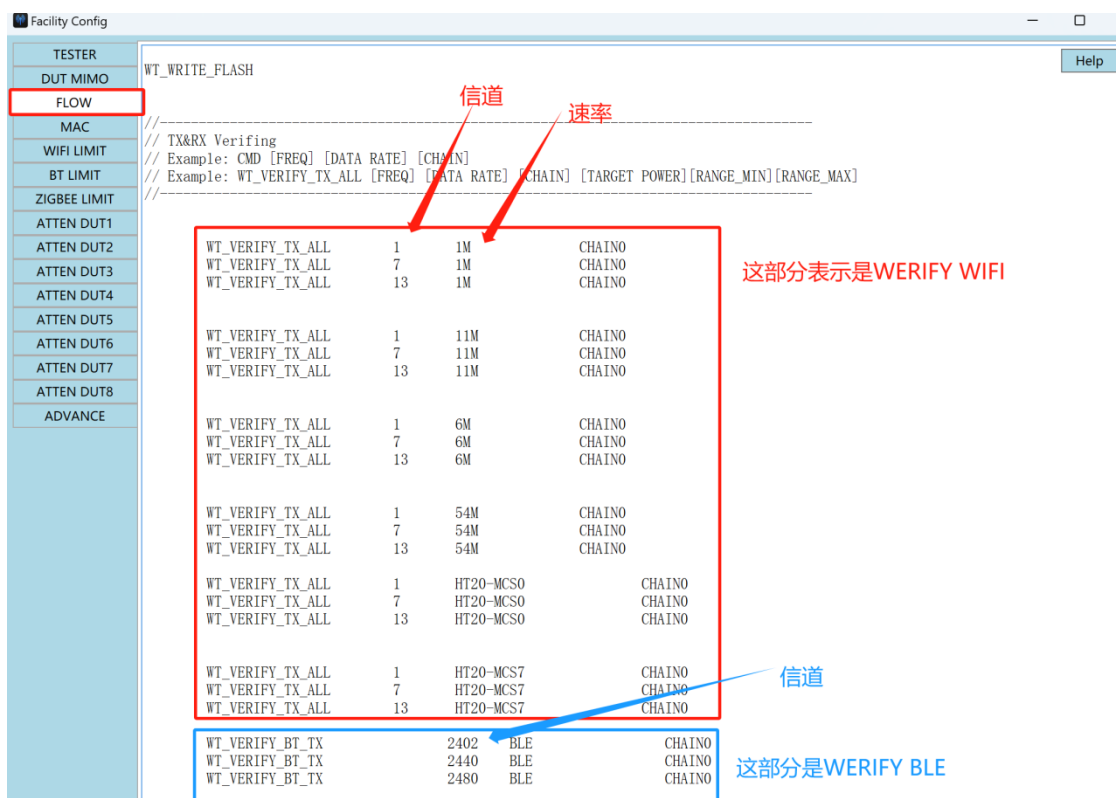 Facility Config
TESTER
DUT MIMO
FLOW
MAC
WIFI LIMIT
BT LIMIT
ZIGBEE LIMIT
ATTEN DUT1
ATTEN DUT2
ATTEN DUT3
ATTEN DUT4
ATTEN DUT5
ATTEN DUT6
ATTEN DUT7
ATTEN DUT8
ADVANCE
Help
WT_WRITE_FLASH
信道
速率
//------------------------------------------------------------------------------------
// TX&RX Verifing
// Example: CMD [FREQ] [DATA RATE] [CHAIN]
// Example: WT_VERIFY_TX_ALL [FREQ] [DATA RATE] [CHAIN] [TARGET POWER][RANGE_MIN][RANGE_MAX]
//------------------------------------------------------------------------------------
WT_VERIFY_TX_ALL 1 1M CHAIN0
WT_VERIFY_TX_ALL 7 1M CHAIN0
WT_VERIFY_TX_ALL 13 1M CHAIN0
这部分表示是WERIFY WIFI
WT_VERIFY_TX_ALL 1 11M CHAIN0
WT_VERIFY_TX_ALL 7 11M CHAIN0
WT_VERIFY_TX_ALL 13 11M CHAIN0
WT_VERIFY_TX_ALL 1 6M CHAIN0
WT_VERIFY_TX_ALL 7 6M CHAIN0
WT_VERIFY_TX_ALL 13 6M CHAIN0
WT_VERIFY_TX_ALL 1 54M CHAIN0
WT_VERIFY_TX_ALL 7 54M CHAIN0
WT_VERIFY_TX_ALL 13 54M CHAIN0
WT_VERIFY_TX_ALL 1 HT20-MCS0 CHAIN0
WT_VERIFY_TX_ALL 7 HT20-MCS0 CHAIN0
WT_VERIFY_TX_ALL 13 HT20-MCS0 CHAIN0
WT_VERIFY_TX_ALL 1 HT20-MCS7 CHAIN0
WT_VERIFY_TX_ALL 7 HT20-MCS7 CHAIN0
WT_VERIFY_TX_ALL 13 HT20-MCS7 CHAIN0
信道
WT_VERIFY_BT_TX 2402 BLE CHAIN0
WT_VERIFY_BT_TX 2440 BLE CHAIN0
WT_VERIFY_BT_TX 2480 BLE CHAIN0
这部分是WERIFY BLE